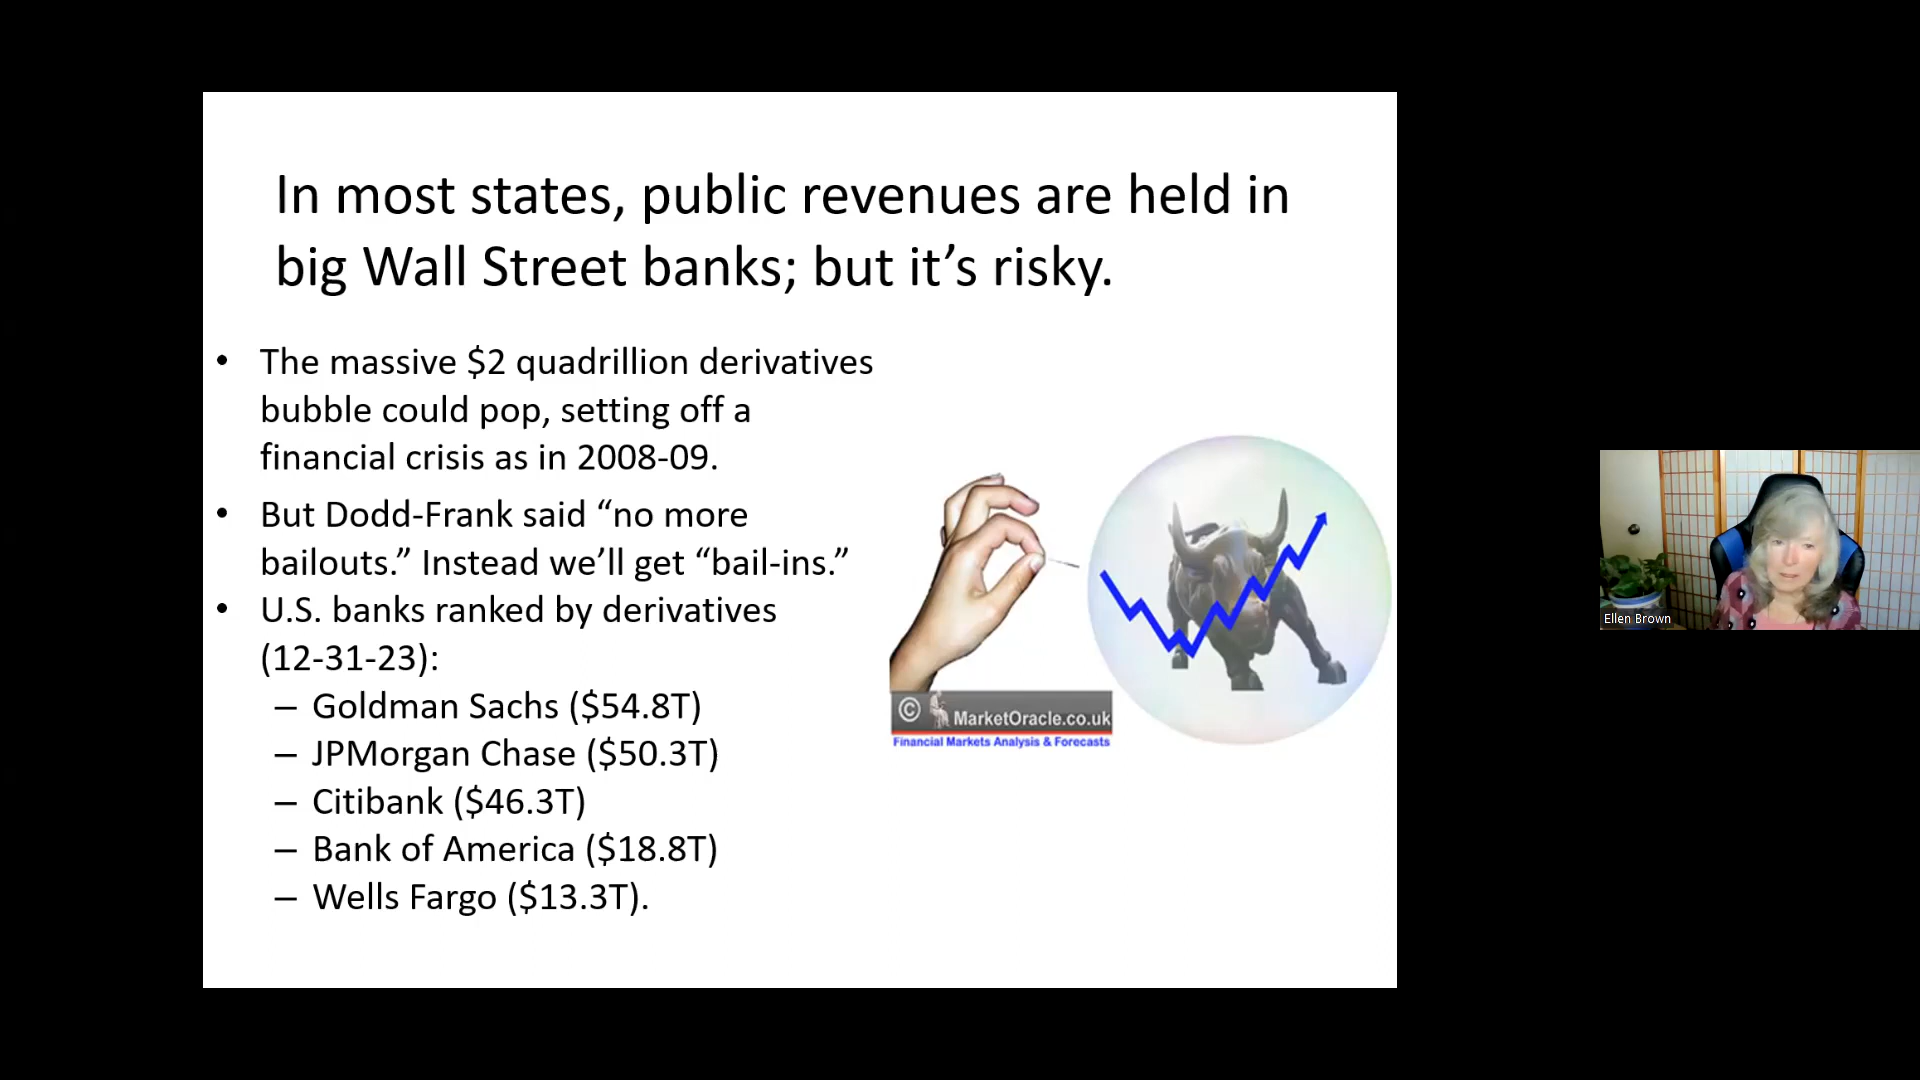 In most states, public revenues are held in
big Wall Street banks; but it’s risky.
• The massive $2 quadrillion derivatives
bubble could pop, setting off a
financial crisis as in 2008-09.
• But Dodd-Frank said “no more
bailouts.” Instead we’ll get “bail-ins.”
• U.S. banks ranked by derivatives
(12-31-23):
– Goldman Sachs ($54.8T)
– JPMorgan Chase ($50.3T)
– Citibank ($46.3T)
– Bank of America ($18.8T)
– Wells Fargo ($13.3T).
© MarketOracle.co.uk
Financial Markets Analysis & Forecasts
Ellen Brown